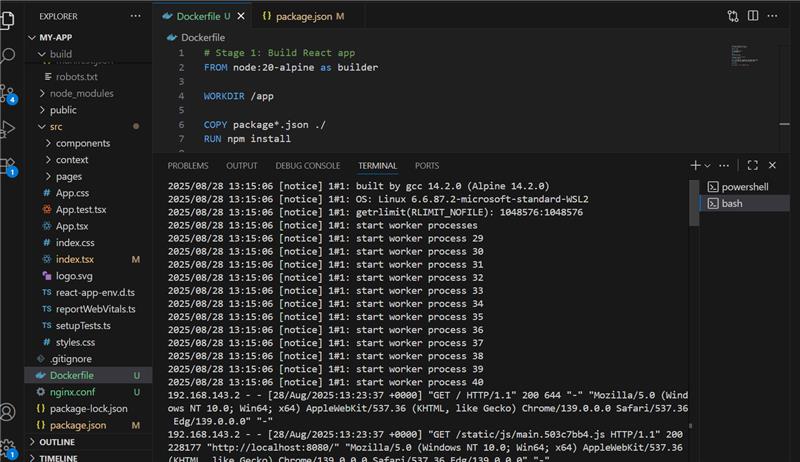 EXPLORER
MY-APP
build
manifest.json
robots.txt
node_modules
public
src
components
context
pages
App.css
App.test.tsx
App.tsx
index.css
index.tsx M
logo.svg
react-app-env.d.ts
reportWebVitals.ts
setupTests.ts
styles.css
.gitignore
Dockerfile U
nginx.conf U
package-lock.json
package.json M
OUTLINE
TIMELINE
4
1
1
Dockerfile U
package.json M
Dockerfile
1 # Stage 1: Build React app
2 FROM node:20-alpine as builder
3
4 WORKDIR /app
5
6 COPY package*.json ./
7 RUN npm install
PROBLEMS OUTPUT DEBUG CONSOLE TERMINAL PORTS
2025/08/28 13:15:06 [notice] 1#1: built by gcc 14.2.0 (Alpine 14.2.0)
2025/08/28 13:15:06 [notice] 1#1: OS: Linux 6.6.87.2-microsoft-standard-WSL2
2025/08/28 13:15:06 [notice] 1#1: getrlimit(RLIMIT_NOFILE): 1048576:1048576
2025/08/28 13:15:06 [notice] 1#1: start worker processes
2025/08/28 13:15:06 [notice] 1#1: start worker process 29
2025/08/28 13:15:06 [notice] 1#1: start worker process 30
2025/08/28 13:15:06 [notice] 1#1: start worker process 31
2025/08/28 13:15:06 [notice] 1#1: start worker process 32
2025/08/28 13:15:06 [notice] 1#1: start worker process 33
2025/08/28 13:15:06 [notice] 1#1: start worker process 34
2025/08/28 13:15:06 [notice] 1#1: start worker process 35
2025/08/28 13:15:06 [notice] 1#1: start worker process 36
2025/08/28 13:15:06 [notice] 1#1: start worker process 37
2025/08/28 13:15:06 [notice] 1#1: start worker process 38
2025/08/28 13:15:06 [notice] 1#1: start worker process 39
2025/08/28 13:15:06 [notice] 1#1: start worker process 40
192.168.143.2 - - [28/Aug/2025:13:23:37 +0000] "GET / HTTP/1.1" 200 644 "-" "Mozilla/5.0 (Wind
ows NT 10.0; Win64; x64) AppleWebKit/537.36 (KHTML, like Gecko) Chrome/139.0.0.0 Safari/537.36
Edg/139.0.0.0" "-"
192.168.143.2 - - [28/Aug/2025:13:23:37 +0000] "GET /static/js/main.503c7bb4.js HTTP/1.1" 200
228177 "http://localhost:8080/" "Mozilla/5.0 (Windows NT 10.0; Win64; x64) AppleWebKit/537.36
(KHTML, like Gecko) Chrome/139.0.0.0 Safari/537.36 Edg/139.0.0.0" "-"
powershell
bash